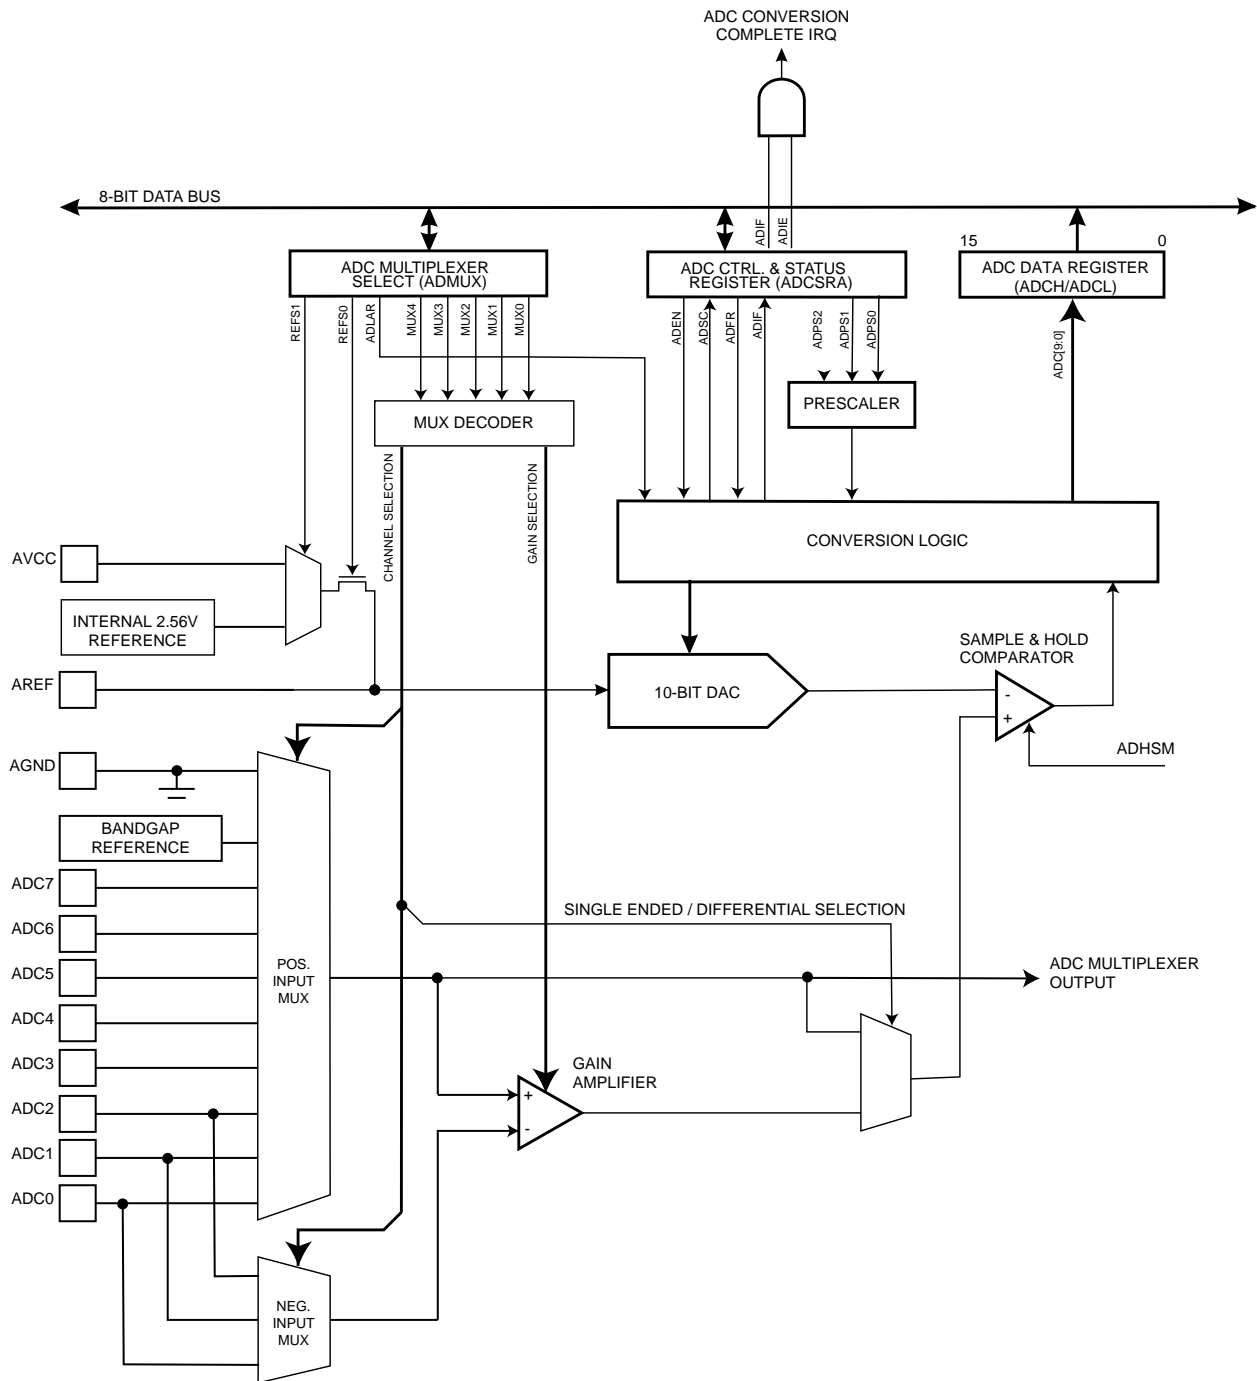 ADC CONVERSION
COMPLETE IRQ
8-BIT DATA BUS
ADIF
ADIE
15
0
ADC MULTIPLEXER
SELECT (ADMUX)
ADC CTRL. & STATUS
REGISTER (ADCSRA)
ADC DATA REGISTER
(ADCH/ADCL)
REFS1
REFS0
ADLAR
MUX4
MUX3
MUX2
MUX1
MUX0
ADEN
ADSC
ADFR
ADIF
ADPS2
ADPS1
ADPS0
ADC[9:0]
MUX DECODER
PRESCALER
CHANNEL SELECTION
GAIN SELECTION
CONVERSION LOGIC
AVCC
INTERNAL 2.56V
REFERENCE
SAMPLE & HOLD
COMPARATOR
AREF
10-BIT DAC
-
+
ADHSM
AGND
BANDGAP
REFERENCE
ADC7
SINGLE ENDED / DIFFERENTIAL SELECTION
ADC6
ADC5
POS.
INPUT
MUX
ADC MULTIPLEXER
OUTPUT
ADC4
ADC3
GAIN
AMPLIFIER
+
-
ADC2
ADC1
ADC0
NEG.
INPUT
MUX